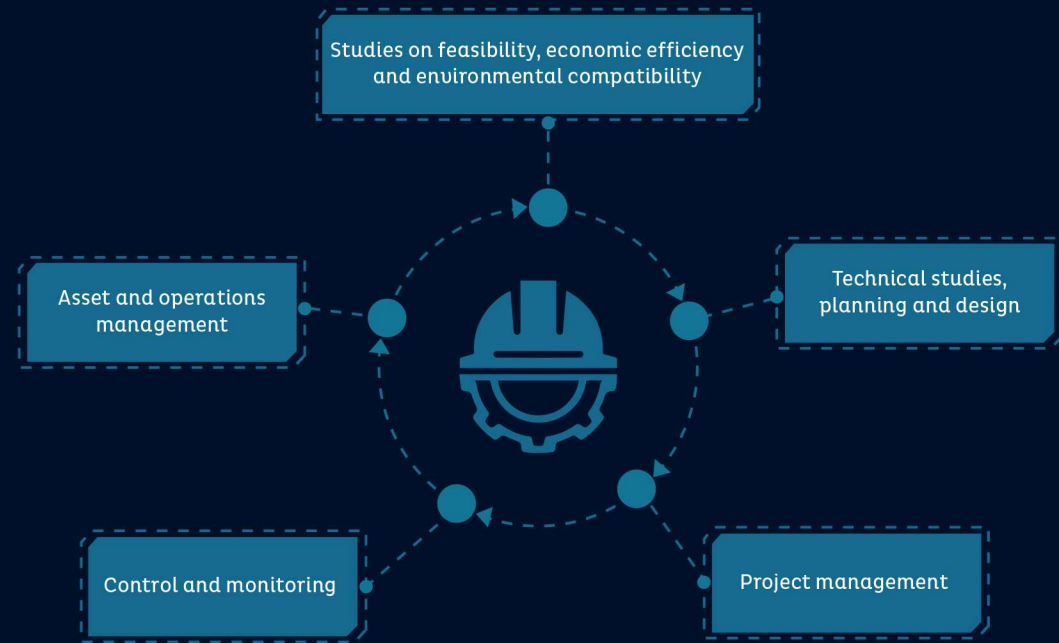 Studies on feasibility, economic efficiency
and environmental compatibility
Technical studies,
planning and design
Project management
Control and monitoring
Asset and operations
management